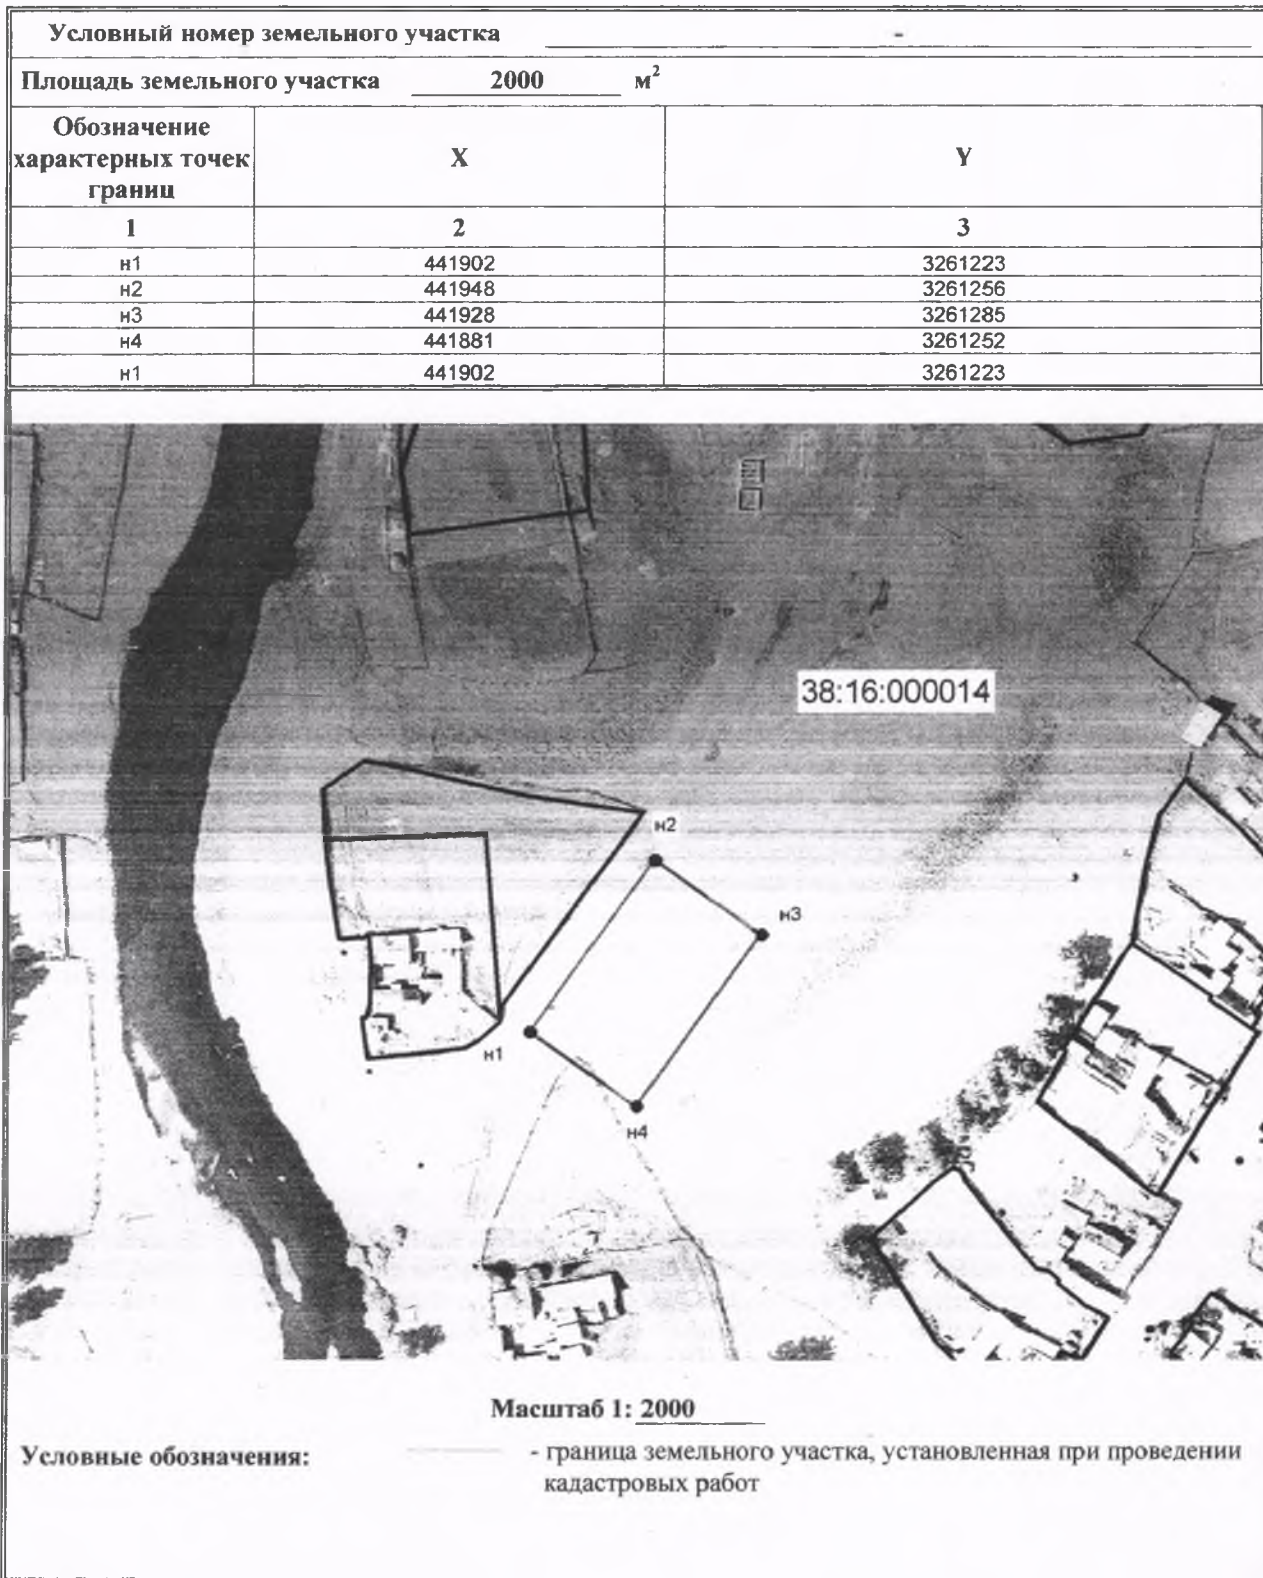 Условный номер земельного участка -
Площадь земельного участка 2000 м²
Обозначение характерных точек границ X Y
1 2 3
н1 441902 3261223
н2 441948 3261256
н3 441928 3261285
н4 441881 3261252
н1 441902 3261223
38:16:000014
н2
н3
н1
н4
Масштаб 1: 2000
Условные обозначения: - граница земельного участка, установленная при проведении
кадастровых работ